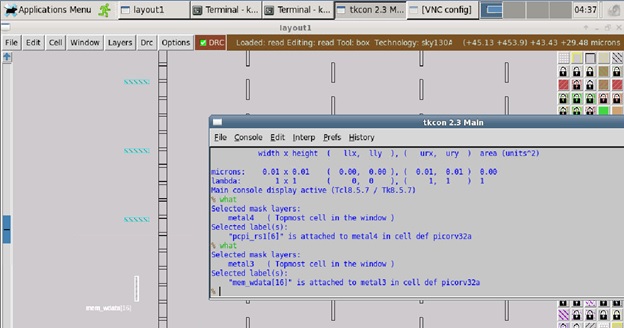 Applications Menu layout1 Terminal - k... Terminal - k... tkcon 2.3 M... [VNC config] 04:37
layout1
File Edit Cell Window Layers Drc Options DRC Loaded: read Editing: read Tool: box Technology: sky130A (+45.13 +453.9) +43.43 +29.48 microns
tkcon 2.3 Main
File Console Edit Interp Prefs History
width x height ( llx, lly ), ( urx, ury ) area (units^2)
microns: 0.01 x 0.01 ( 0.00, 0.00 ), ( 0.01, 0.01 ) 0.00
lambda: 1 x 1 ( 0, 0 ), ( 1, 1 ) 1
Main console display active (Tcl8.5.7 / Tk8.5.7)
% what
Selected mask layers:
metal4 ( Topmost cell in the window )
Selected label(s):
"pcpi_rs1[6]" is attached to metal4 in cell def picorv32a
% what
Selected mask layers:
metal3 ( Topmost cell in the window )
Selected label(s):
"mem_wdata[16]" is attached to metal3 in cell def picorv32a
%
mem_wdata[16]